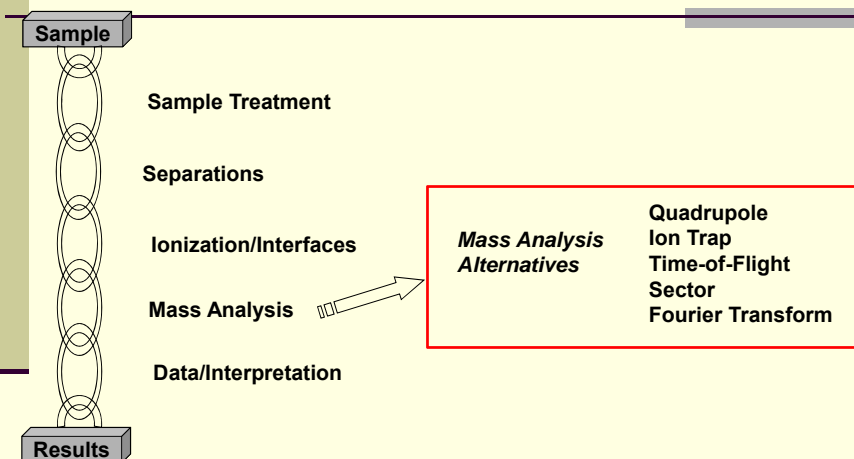 Sample
Sample Treatment
Separations
Ionization/Interfaces
Mass Analysis
Data/Interpretation
Results
Mass Analysis
Alternatives
Quadrupole
Ion Trap
Time-of-Flight
Sector
Fourier Transform